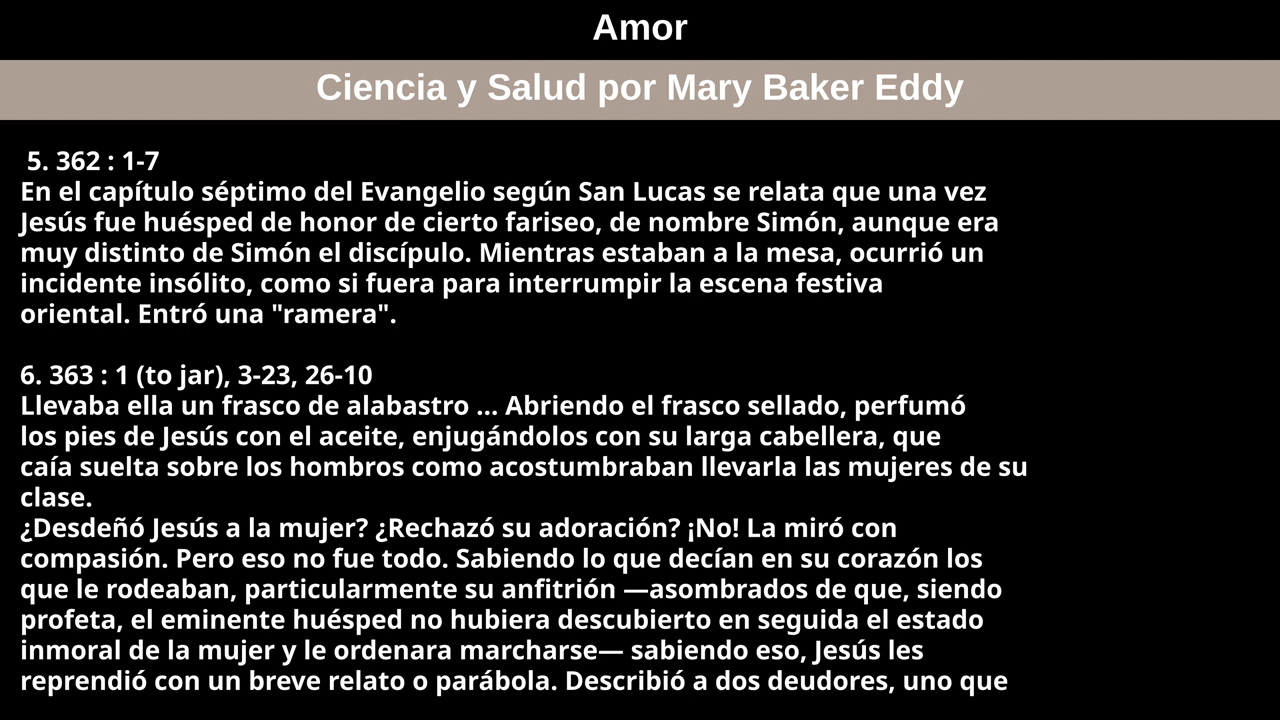 Amor
Ciencia y Salud por Mary Baker Eddy
5. 362 : 1-7
En el capítulo séptimo del Evangelio según San Lucas se relata que una vez
Jesús fue huésped de honor de cierto fariseo, de nombre Simón, aunque era
muy distinto de Simón el discípulo. Mientras estaban a la mesa, ocurrió un
incidente insólito, como si fuera para interrumpir la escena festiva
oriental. Entró una "ramera".
6. 363 : 1 (to jar), 3-23, 26-10
Llevaba ella un frasco de alabastro ... Abriendo el frasco sellado, perfumó
los pies de Jesús con el aceite, enjugándolos con su larga cabellera, que
caía suelta sobre los hombros como acostumbraban llevarla las mujeres de su
clase.
¿Desdeñó Jesús a la mujer? ¿Rechazó su adoración? ¡No! La miró con
compasión. Pero eso no fue todo. Sabiendo lo que decían en su corazón los
que le rodeaban, particularmente su anfitrión —asombrados de que, siendo
profeta, el eminente huésped no hubiera descubierto en seguida el estado
inmoral de la mujer y le ordenara marcharse— sabiendo eso, Jesús les
reprendió con un breve relato o parábola. Describió a dos deudores, uno que